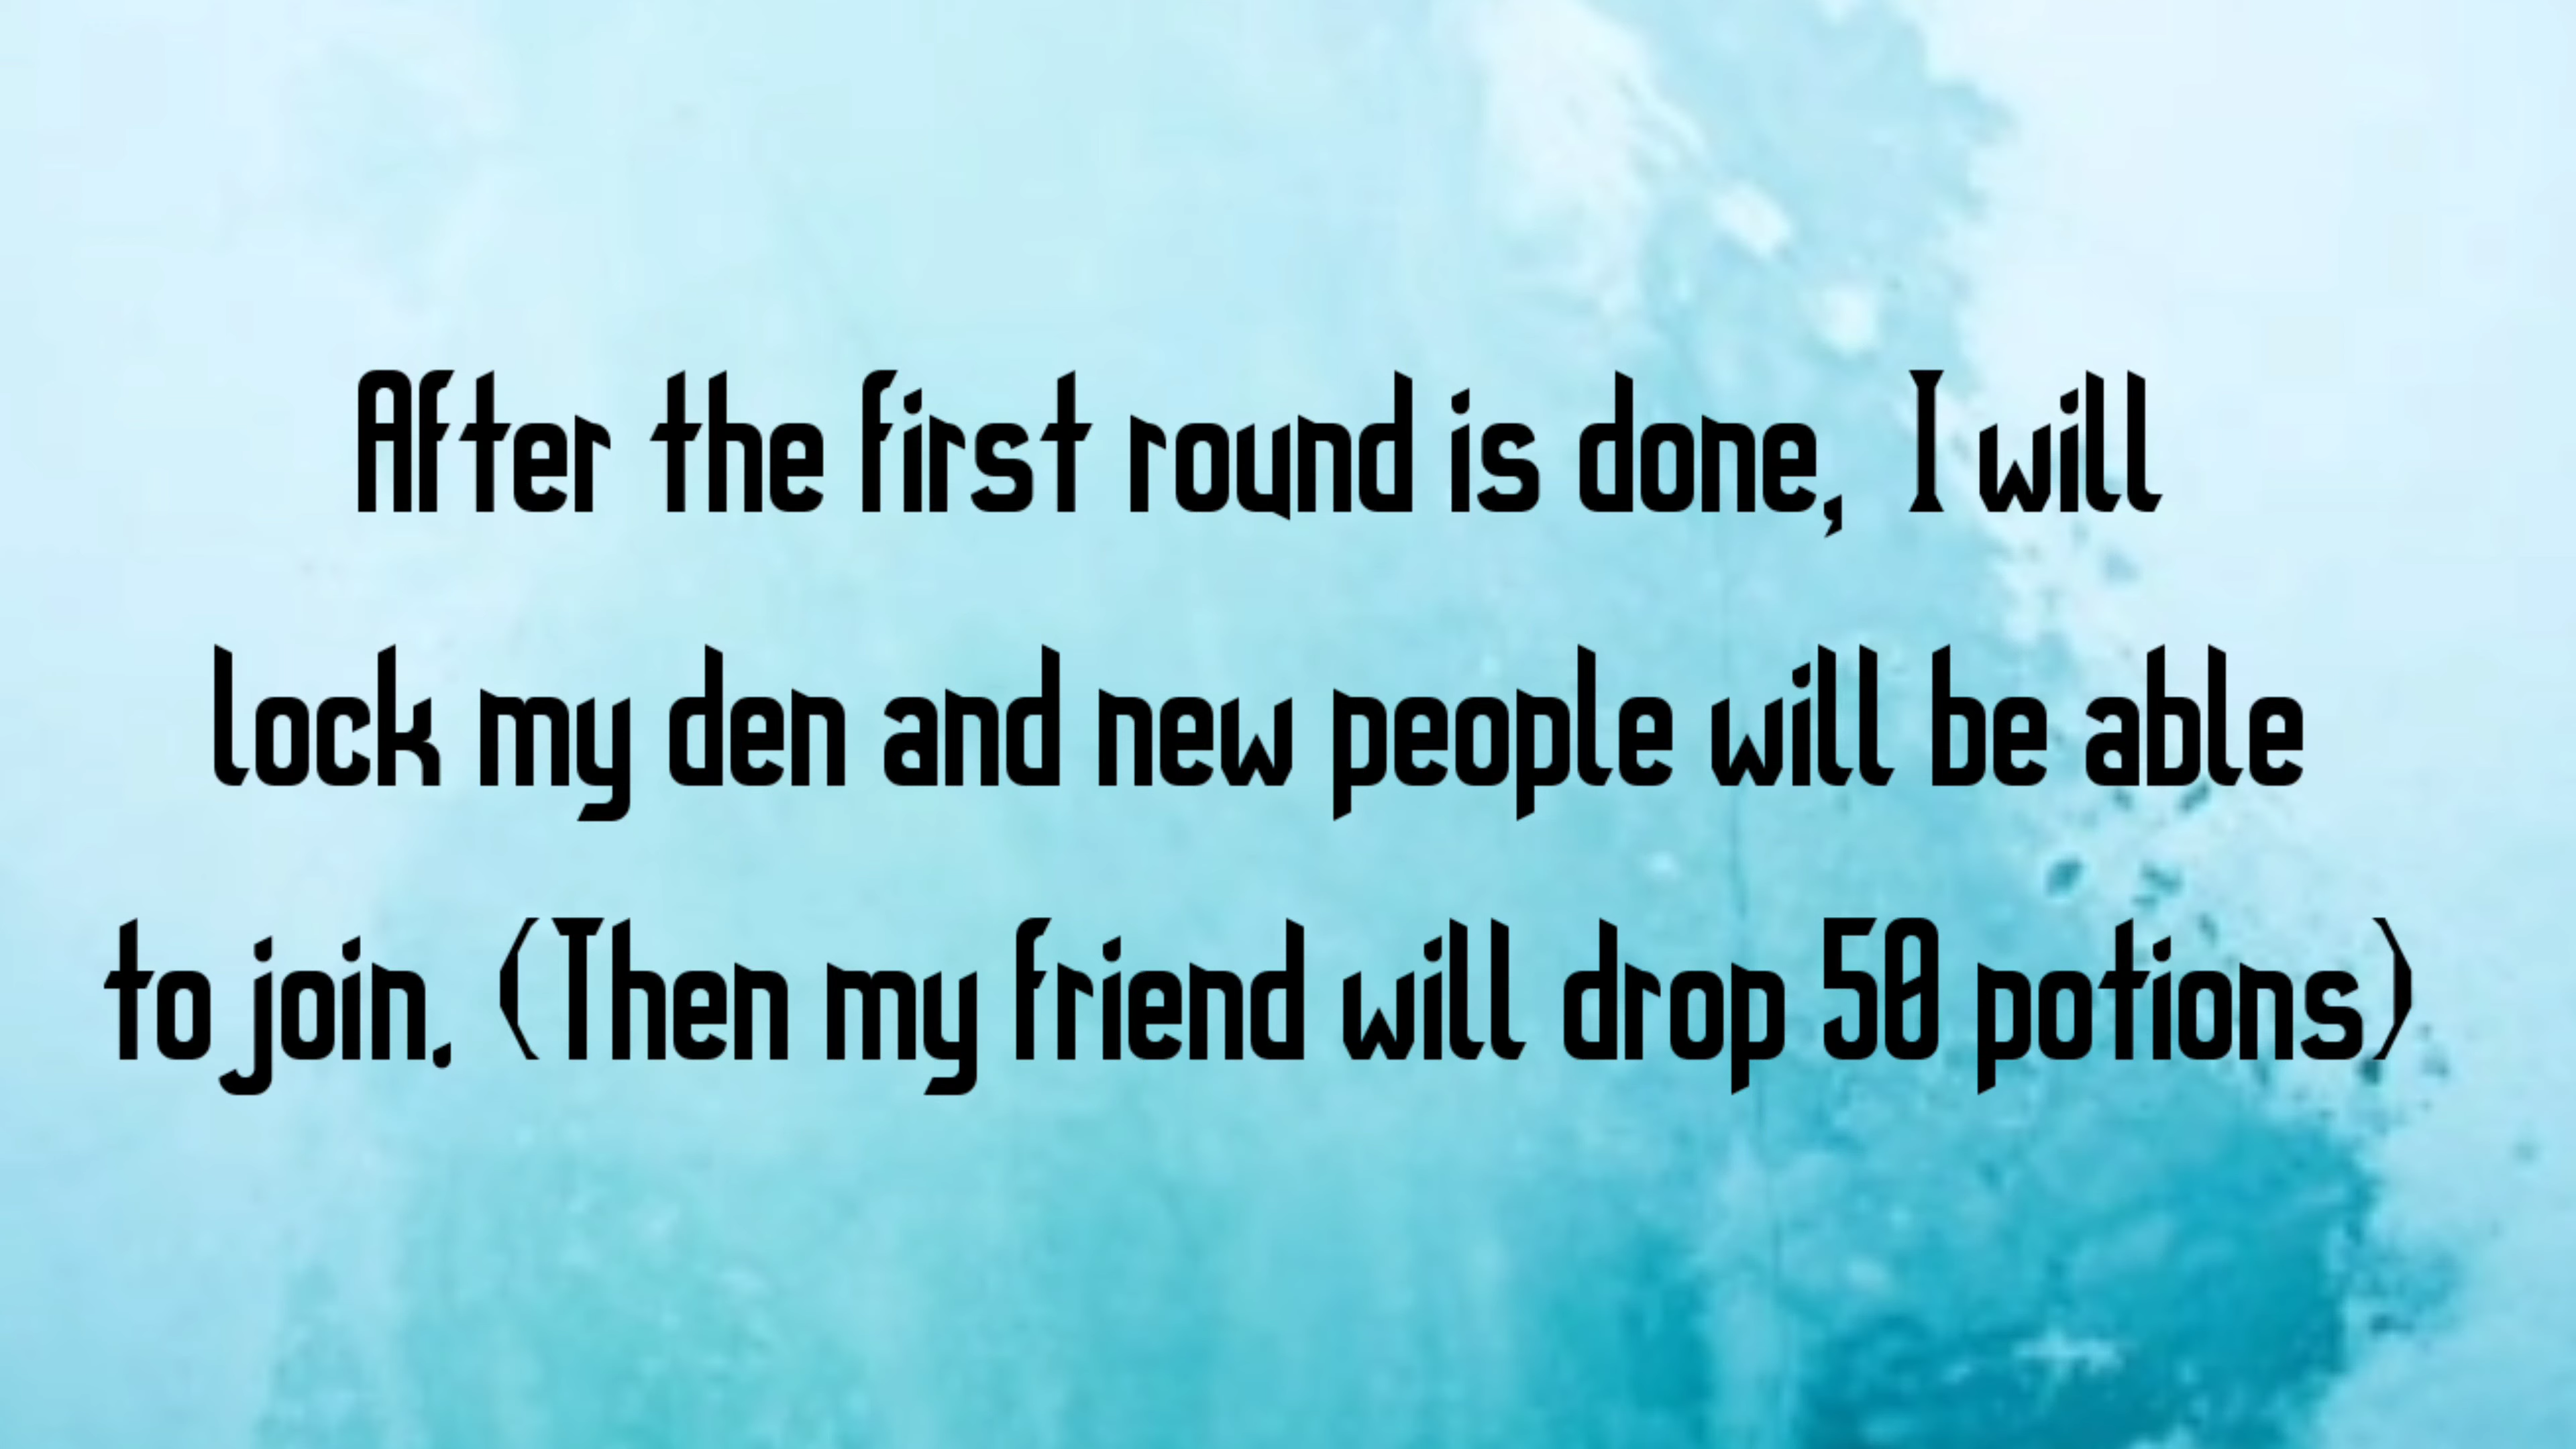 After the first round is done,  I will
lock my den and new people will be able
to join. (Then my friend will drop 50 potions)